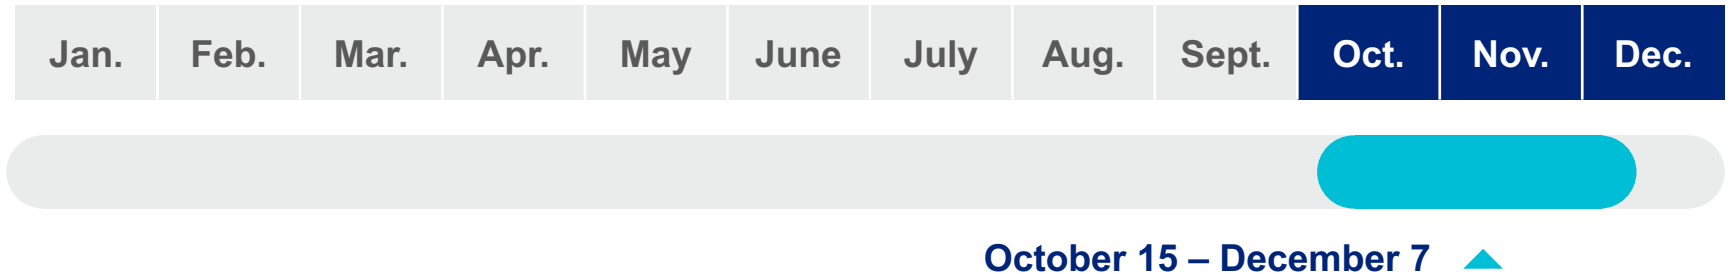 Jan. Feb. Mar. Apr. May June July Aug. Sept. Oct. Nov. Dec.
October 15 – December 7